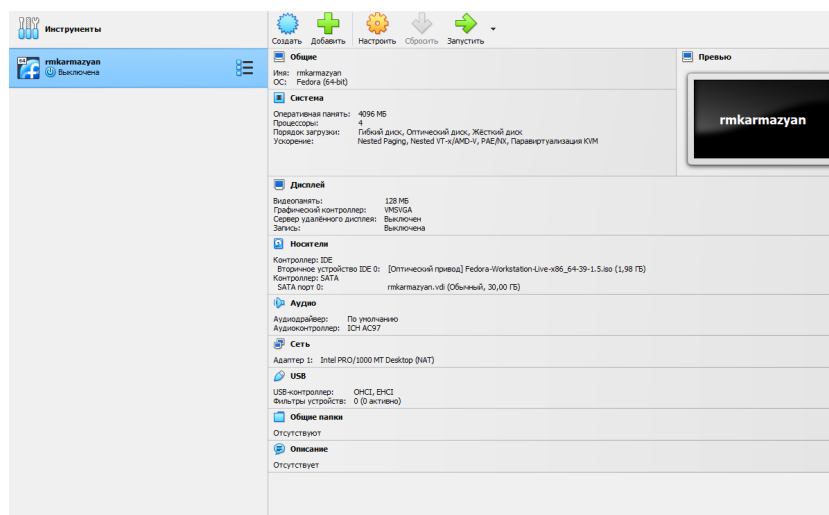 Инструменты
Создать Добавить Настроить Сбросить Запустить
64
rmkarmazyan
Выключена
Общие
Имя: rmkarmazyan
ОС: Fedora (64-bit)
Превью
rmkarmazyan
Система
Оперативная память: 4096 МБ
Процессоры: 4
Порядок загрузки: Гибкий диск, Оптический диск, Жёсткий диск
Ускорение: Nested Paging, Nested VT-x/AMD-V, PAE/NX, Паравиртуализация KVM
Дисплей
Видеопамять: 128 МБ
Графический контроллер: VMSVGA
Сервер удалённого дисплея: Выключен
Запись: Выключена
Носители
Контроллер: IDE
Вторичное устройство IDE 0: [Оптический привод] Fedora-Workstation-Live-x86_64-39-1.5.iso (1,98 ГБ)
Контроллер: SATA
SATA порт 0: rmkarmazyan.vdi (Обычный, 30,00 ГБ)
Аудио
Аудиодрайвер: По умолчанию
Аудиоконтроллер: ICH AC97
Сеть
Адаптер 1: Intel PRO/1000 MT Desktop (NAT)
USB
USB-контроллер: OHCI, EHCI
Фильтры устройств: 0 (0 активно)
Общие папки
Отсутствуют
Описание
Отсутствует